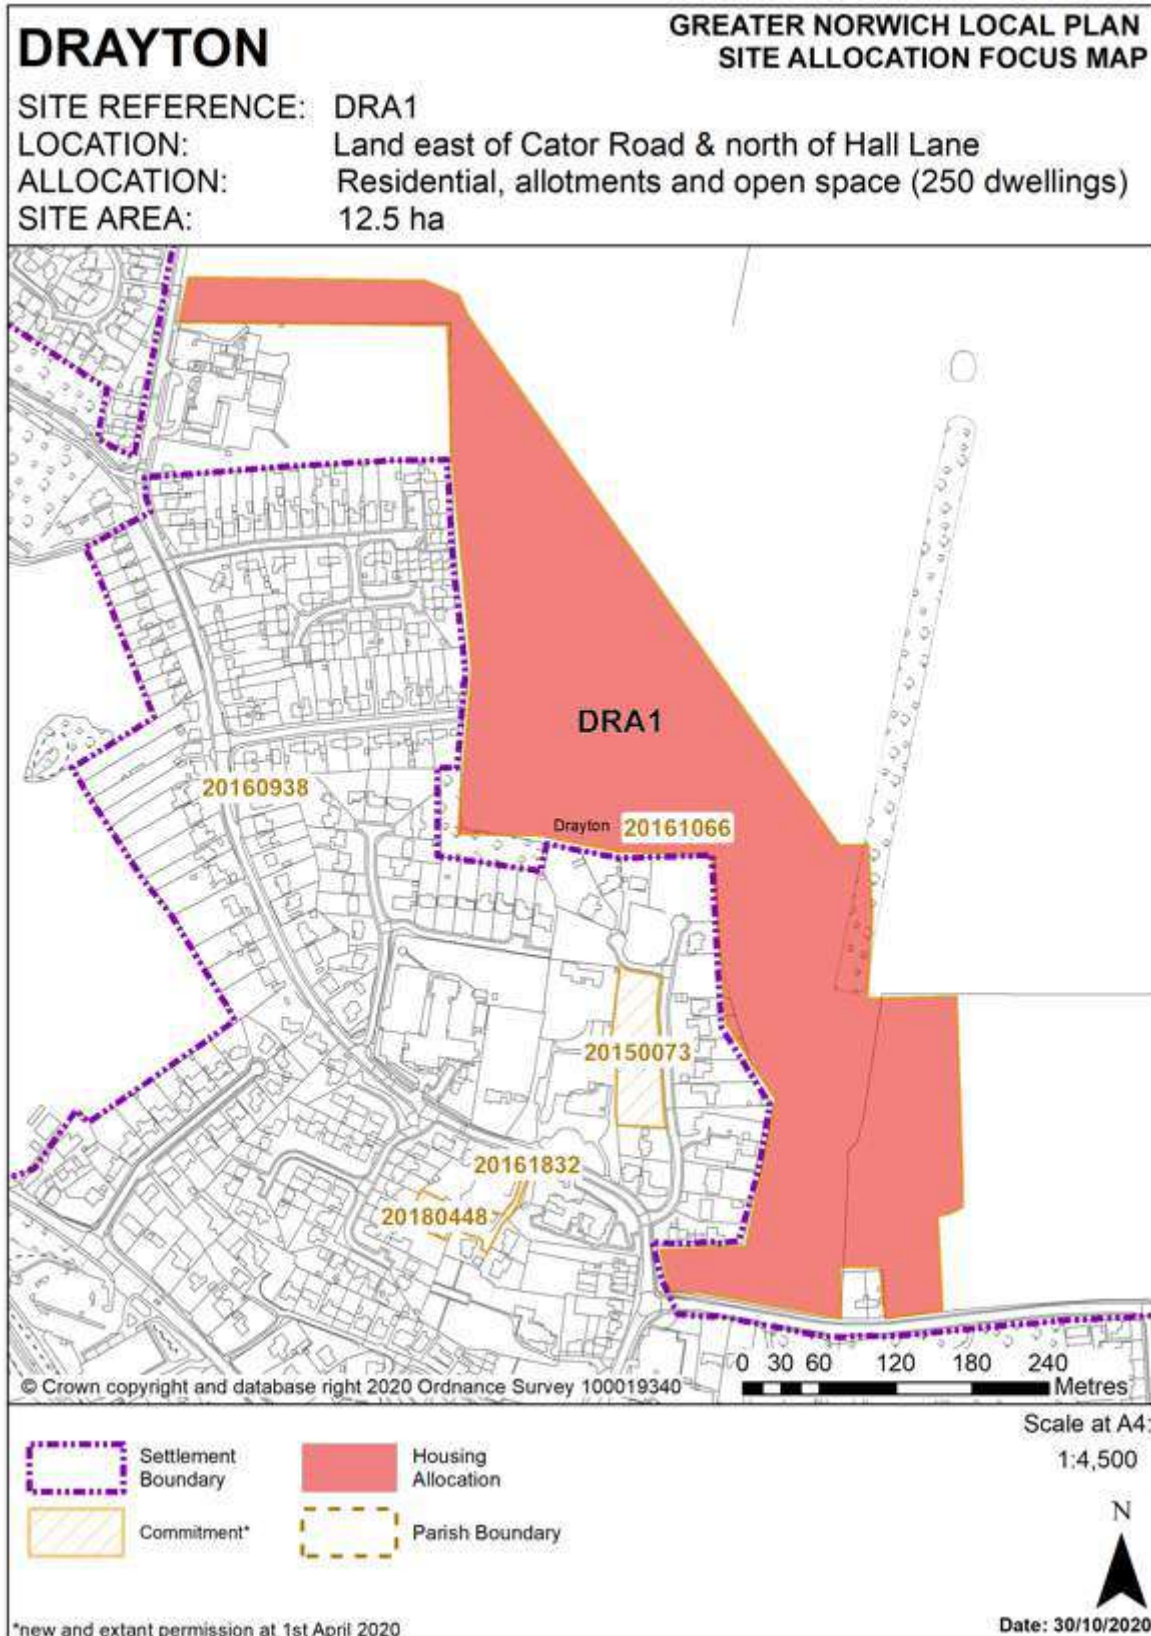 DRAYTON
GREATER NORWICH LOCAL PLAN
SITE ALLOCATION FOCUS MAP
SITE REFERENCE: DRA1
LOCATION: Land east of Cator Road & north of Hall Lane
ALLOCATION: Residential, allotments and open space (250 dwellings)
SITE AREA: 12.5 ha
DRA1
20160938
Drayton 20161066
20150073
20161832
20180448
0 30 60 120 180 240
Metres
© Crown copyright and database right 2020 Ordnance Survey 100019340
Settlement
Boundary
Housing
Allocation
Commitment*
Parish Boundary
Scale at A4:
1:4,500
N
*new and extant permission at 1st April 2020
Date: 30/10/2020